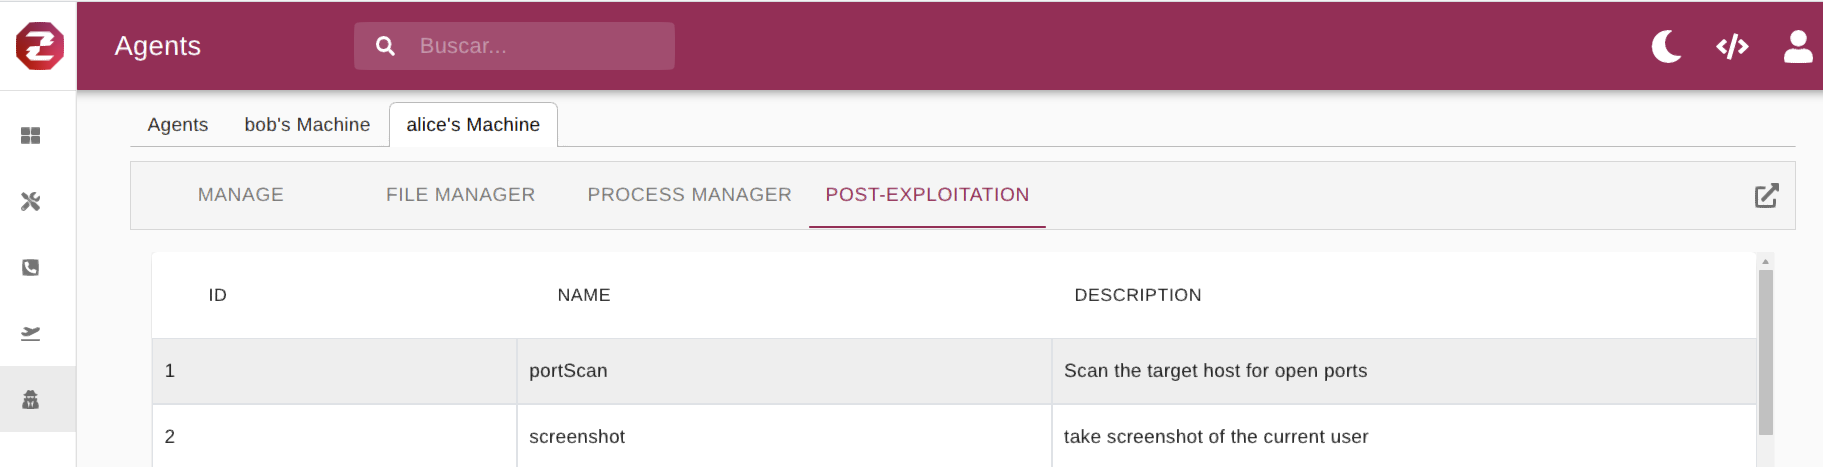 Agents
Buscar...
Agents bob's Machine alice's Machine
MANAGE FILE MANAGER PROCESS MANAGER POST-EXPLOITATION
ID NAME DESCRIPTION
1 portScan Scan the target host for open ports
2 screenshot take screenshot of the current user